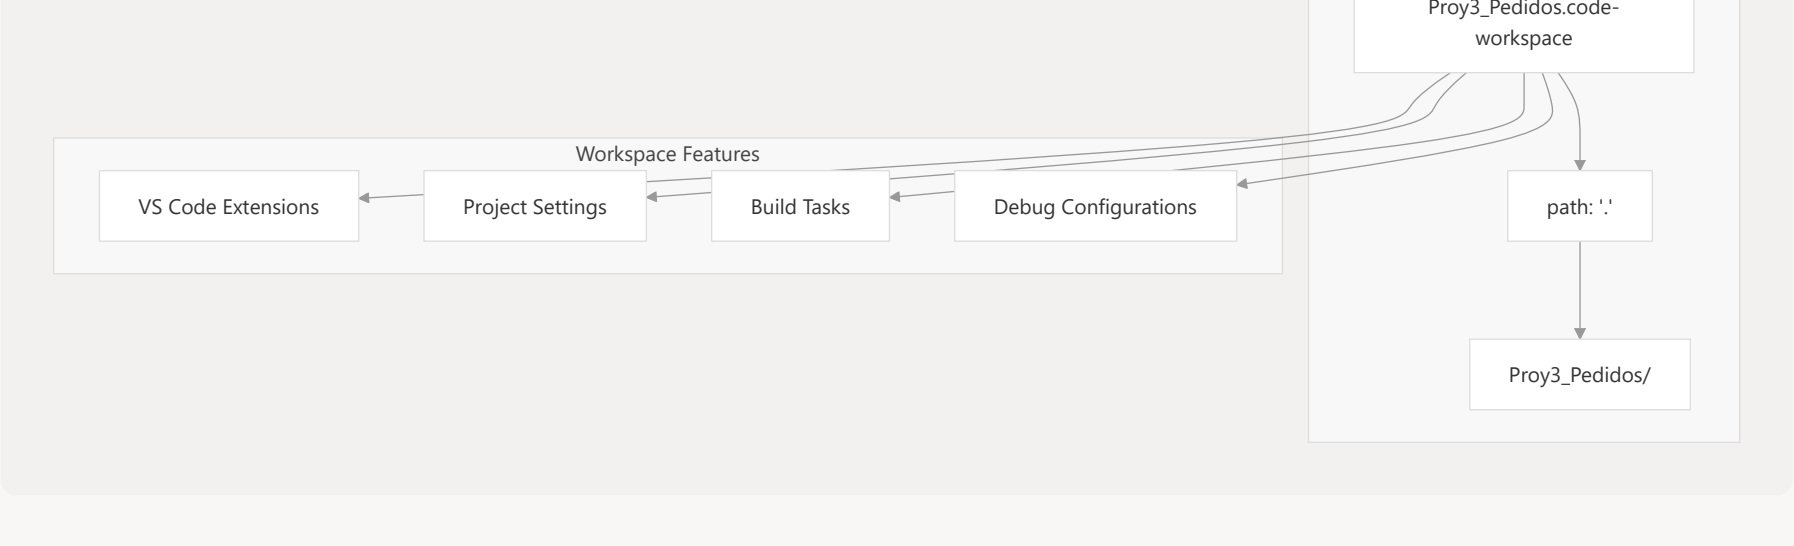 Proy3_Pedidos.code-
workspace
Workspace Features
VS Code Extensions
Project Settings
Build Tasks
Debug Configurations
path: '.'
Proy3_Pedidos/